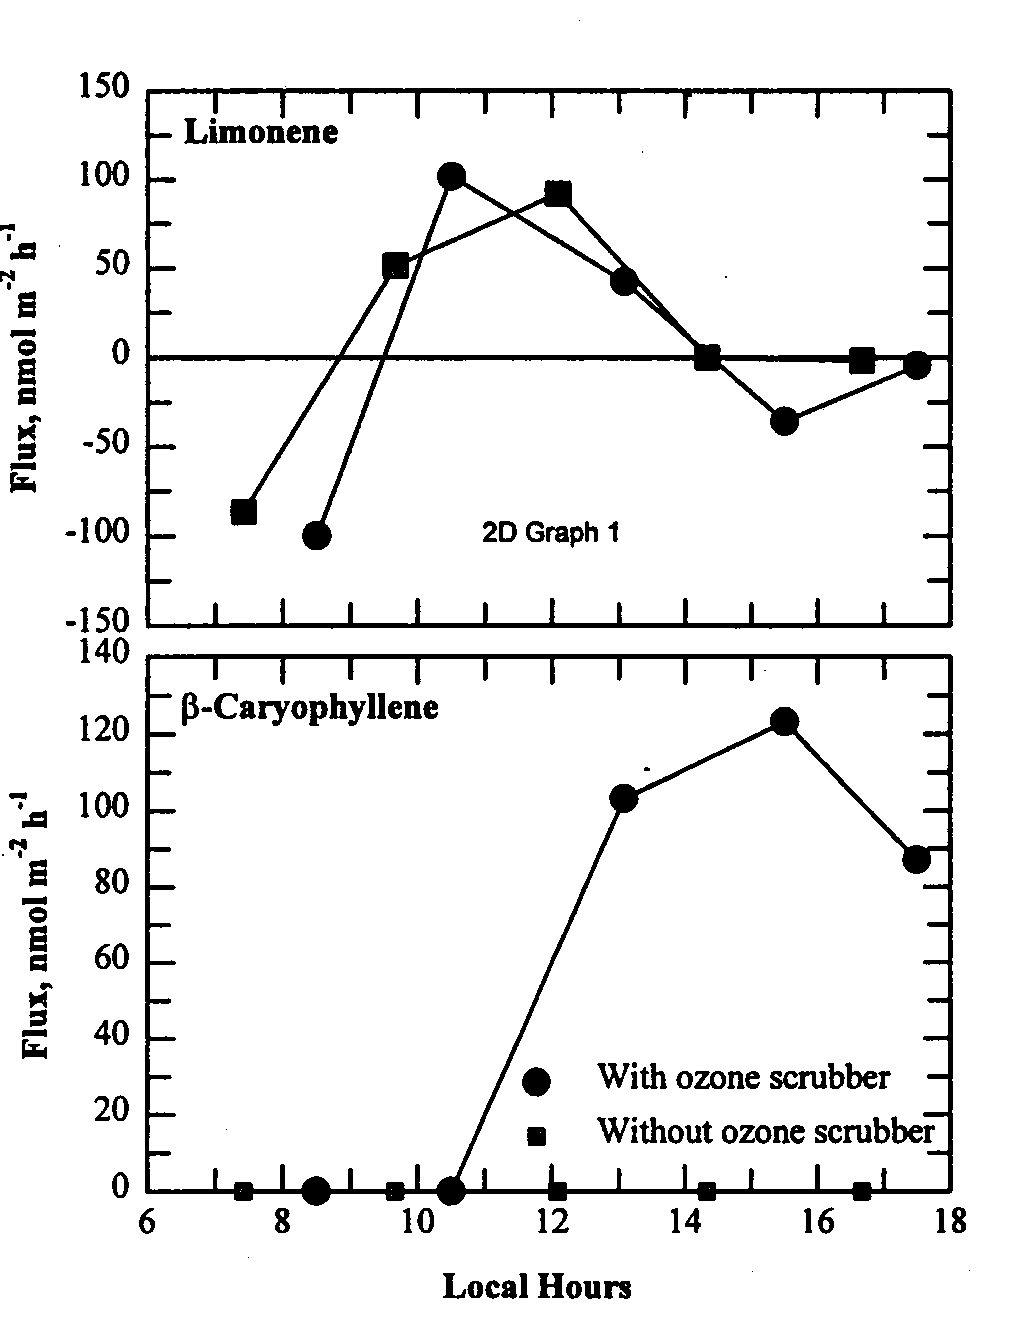 150
100
50
0
-50
-100
-150
Flux, nmol m⁻² h⁻¹
Limonene
2D Graph 1
140
120
100
80
60
40
20
0
Flux, nmol m⁻² h⁻¹
β-Caryophyllene
With ozone scrubber
Without ozone scrubber
6 8 10 12 14 16 18
Local Hours